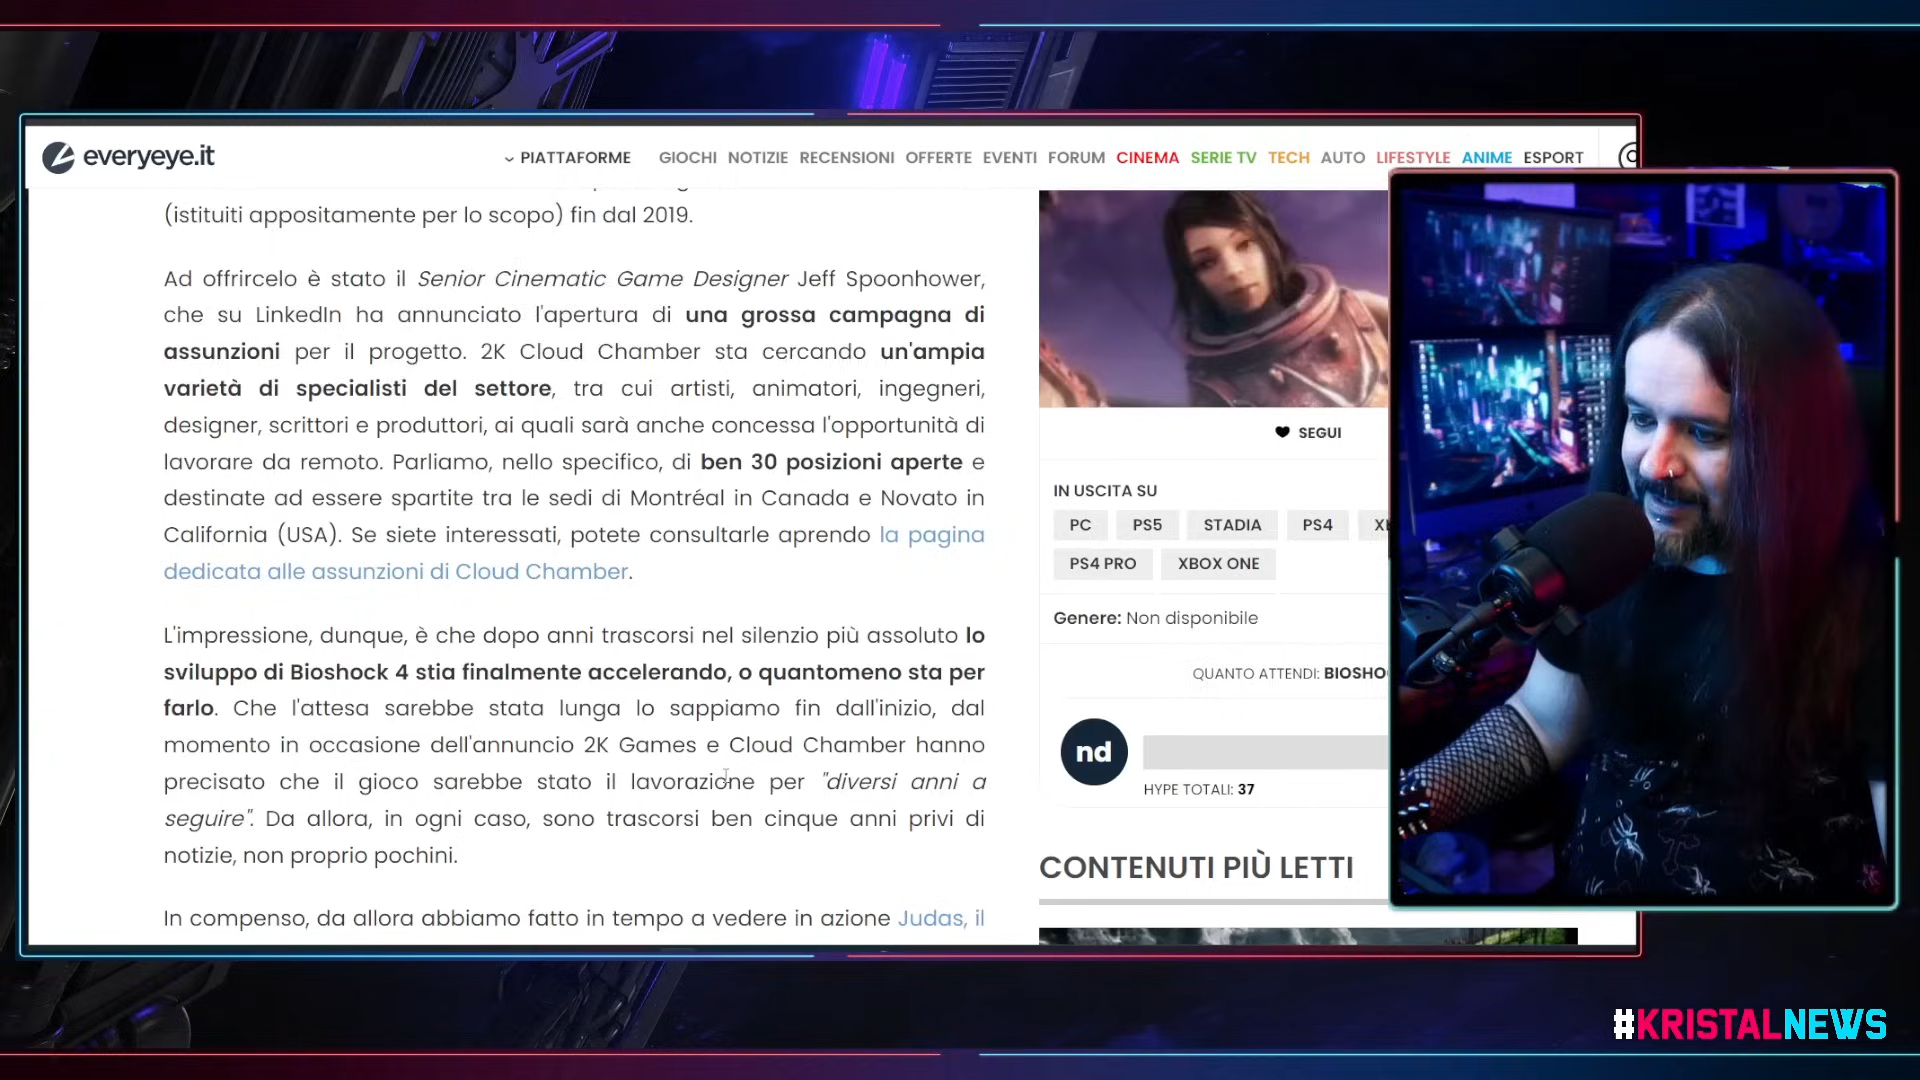 everyeye.it
PIATTAFORME GIOCHI NOTIZIE RECENSIONI OFFERTE EVENTI FORUM CINEMA SERIE TV TECH AUTO LIFESTYLE ANIME ESPORT
(istituiti appositamente per lo scopo) fin dal 2019.
Ad offrircelo è stato il Senior Cinematic Game Designer Jeff Spoonhower,
che su LinkedIn ha annunciato l'apertura di una grossa campagna di
assunzioni per il progetto. 2K Cloud Chamber sta cercando un'ampia
varietà di specialisti del settore, tra cui artisti, animatori, ingegneri,
designer, scrittori e produttori, ai quali sarà anche concessa l'opportunità di
lavorare da remoto. Parliamo, nello specifico, di ben 30 posizioni aperte e
destinate ad essere spartite tra le sedi di Montréal in Canada e Novato in
California (USA). Se siete interessati, potete consultarle aprendo la pagina
dedicata alle assunzioni di Cloud Chamber.
L'impressione, dunque, è che dopo anni trascorsi nel silenzio più assoluto lo
sviluppo di Bioshock 4 stia finalmente accelerando, o quantomeno sta per
farlo. Che l'attesa sarebbe stata lunga lo sappiamo fin dall'inizio, dal
momento in occasione dell'annuncio 2K Games e Cloud Chamber hanno
precisato che il gioco sarebbe stato il lavorazione per "diversi anni a
seguire". Da allora, in ogni caso, sono trascorsi ben cinque anni privi di
notizie, non proprio pochini.
In compenso, da allora abbiamo fatto in tempo a vedere in azione Judas, il
SEGUI
IN USCITA SU
PC PS5 STADIA PS4
PS4 PRO XBOX ONE
Genere: Non disponibile
QUANTO ATTENDI: BIOSHO
nd
HYPE TOTALI: 37
CONTENUTI PIÙ LETTI
#KRISTALNEWS